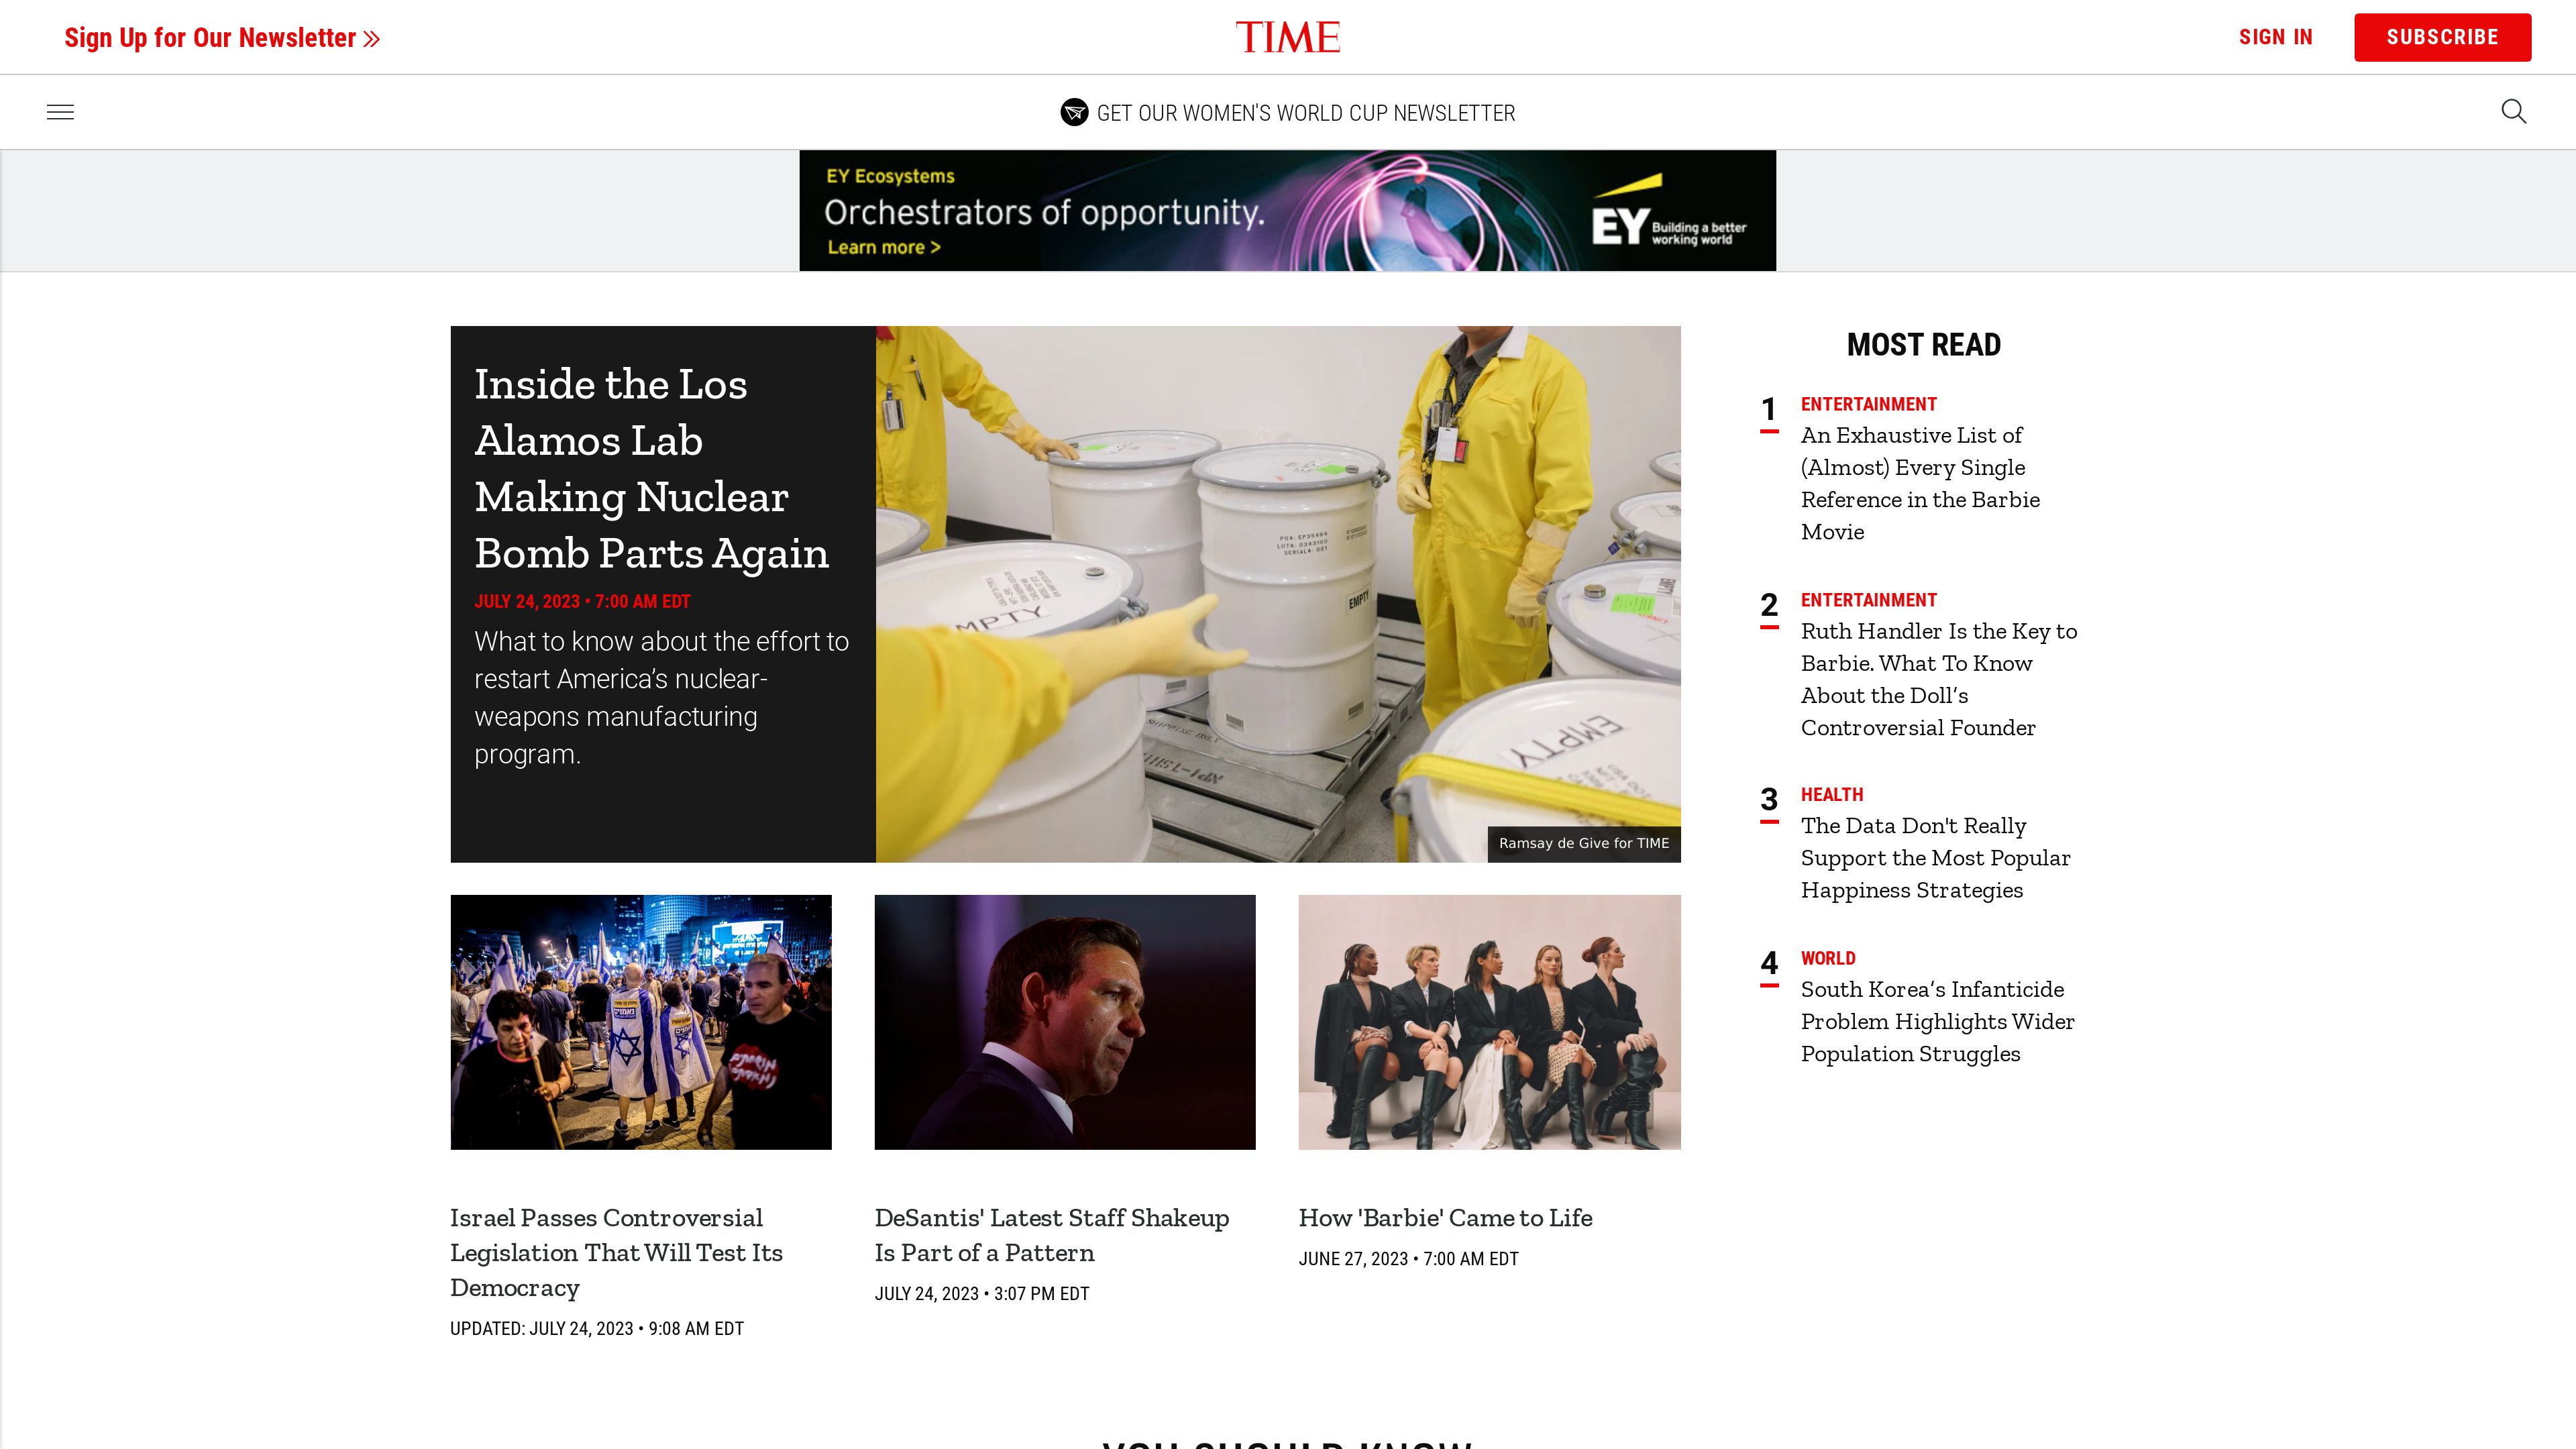 Sign Up for Our Newsletter
TIME
SIGN IN
SUBSCRIBE
GET OUR WOMEN'S WORLD CUP NEWSLETTER
EY Ecosystems
Orchestrators of opportunity.
Learn more >
EY
Building a better
working world
Inside the Los
Alamos Lab
Making Nuclear
Bomb Parts Again
JULY 24, 2023 • 7:00 AM EDT
What to know about the effort to
restart America’s nuclear-
weapons manufacturing
program.
EMPTY
EMPTY
Ramsay de Give for TIME
MOST READ
1
ENTERTAINMENT
An Exhaustive List of
(Almost) Every Single
Reference in the Barbie
Movie
2
ENTERTAINMENT
Ruth Handler Is the Key to
Barbie. What To Know
About the Doll’s
Controversial Founder
3
HEALTH
The Data Don't Really
Support the Most Popular
Happiness Strategies
4
WORLD
South Korea’s Infanticide
Problem Highlights Wider
Population Struggles
Israel Passes Controversial
Legislation That Will Test Its
Democracy
UPDATED: JULY 24, 2023 • 9:08 AM EDT
DeSantis' Latest Staff Shakeup
Is Part of a Pattern
JULY 24, 2023 • 3:07 PM EDT
How 'Barbie' Came to Life
JUNE 27, 2023 • 7:00 AM EDT
YOU SHOULD KNOW